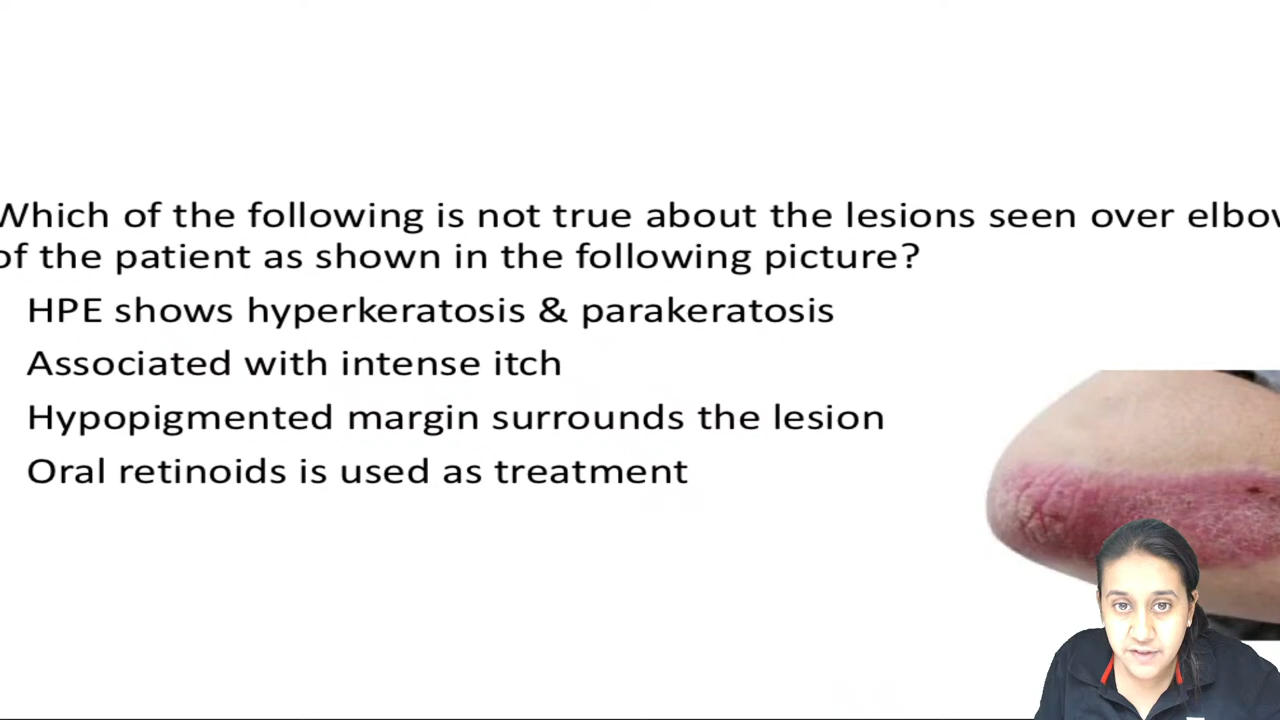 Which of the following is not true about the lesions seen over elbov
of the patient as shown in the following picture?
HPE shows hyperkeratosis & parakeratosis
Associated with intense itch
Hypopigmented margin surrounds the lesion
Oral retinoids is used as treatment